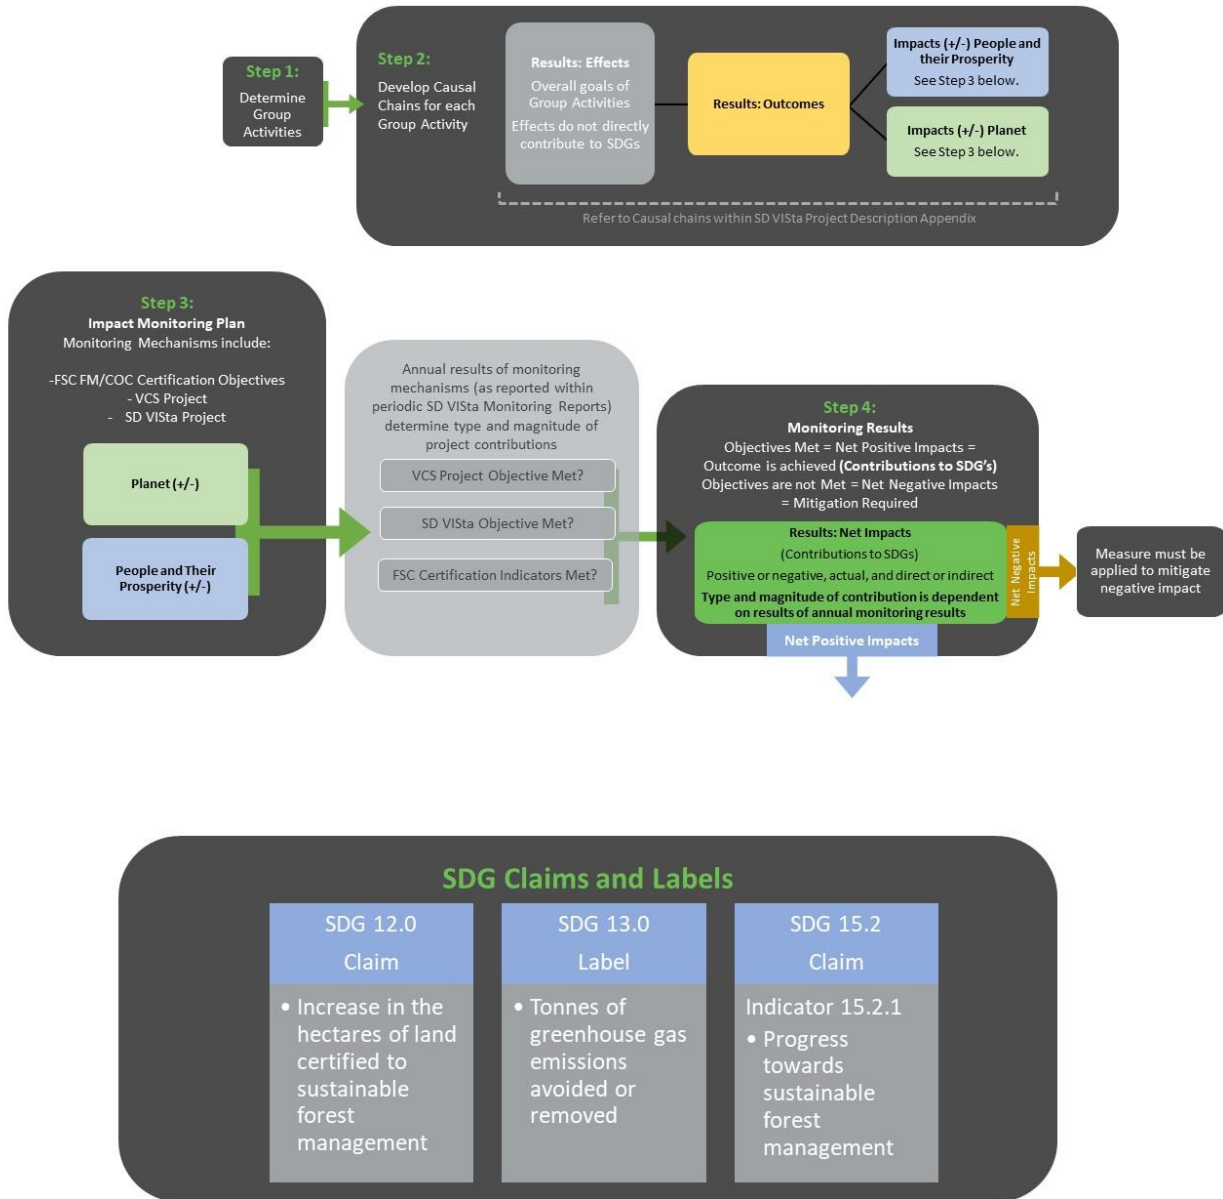 Step 1:
Determine
Group
Activities
Step 2:
Develop Causal
Chains for each
Group Activity
Results: Effects
Overall goals of
Group Activities
Effects do not directly
contribute to SDGs
Results: Outcomes
Impacts (+/-) People and
their Prosperity
See Step 3 below.
Impacts (+/-) Planet
See Step 3 below.
Refer to Causal chains within SD VISta Project Description Appendix
Step 3:
Impact Monitoring Plan
Monitoring Mechanisms include:
-FSC FM/COC Certification Objectives
- VCS Project
- SD VISta Project
Planet (+/-)
People and Their
Prosperity (+/-)
Annual results of monitoring
mechanisms (as reported within
periodic SD VISta Monitoring Reports)
determine type and magnitude of
project contributions
VCS Project Objective Met?
SD VISta Objective Met?
FSC Certification Indicators Met?
Step 4:
Monitoring Results
Objectives Met = Net Positive Impacts =
Outcome is achieved (Contributions to SDG's)
Objectives are not Met = Net Negative Impacts
= Mitigation Required
Results: Net Impacts
(Contributions to SDGs)
Positive or negative, actual, and direct or indirect
Type and magnitude of contribution is dependent
on results of annual monitoring results
Net Negative
Impacts
Net Positive Impacts
Measure must be
applied to mitigate
negative impact
SDG Claims and Labels
SDG 12.0
Claim
• Increase in the
hectares of land
certified to
sustainable
forest
management
SDG 13.0
Label
• Tonnes of
greenhouse gas
emissions
avoided or
removed
SDG 15.2
Claim
Indicator 15.2.1
• Progress
towards
sustainable
forest
management